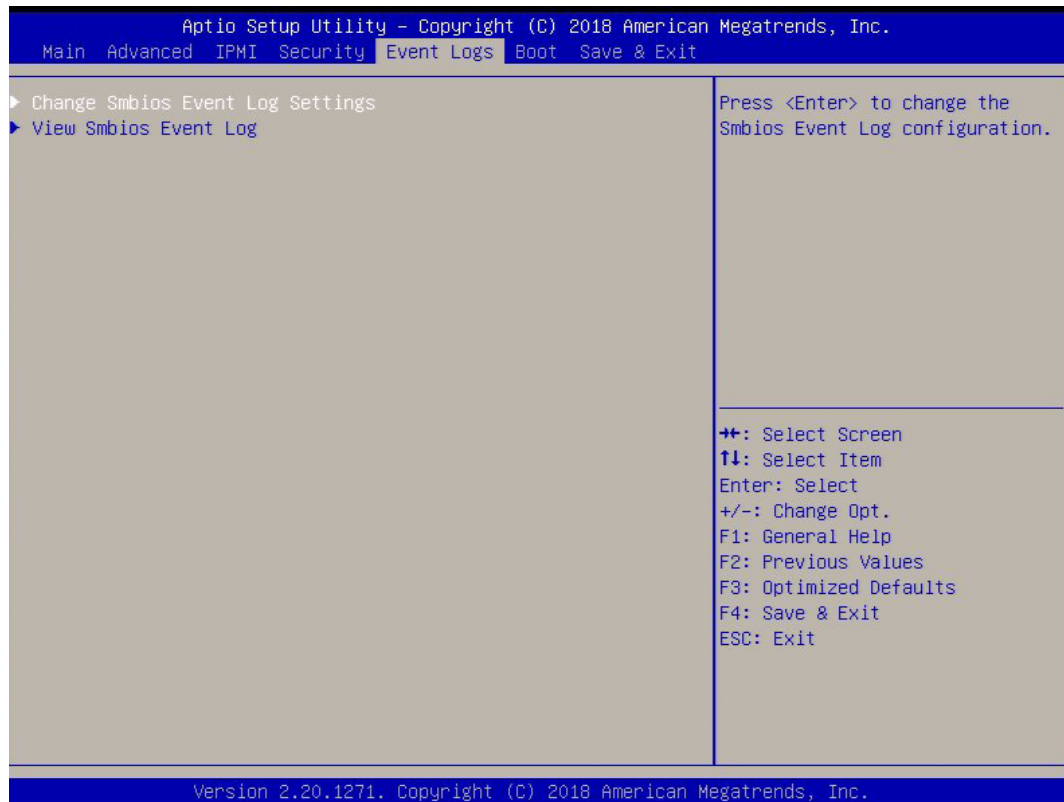 Aptio Setup Utility – Copyright (C) 2018 American Megatrends, Inc.
Main Advanced IPMI Security Event Logs Boot Save & Exit
▶ Change Smbios Event Log Settings
▶ View Smbios Event Log
Press <Enter> to change the
Smbios Event Log configuration.
→←: Select Screen
↑↓: Select Item
Enter: Select
+/-: Change Opt.
F1: General Help
F2: Previous Values
F3: Optimized Defaults
F4: Save & Exit
ESC: Exit
Version 2.20.1271. Copyright (C) 2018 American Megatrends, Inc.